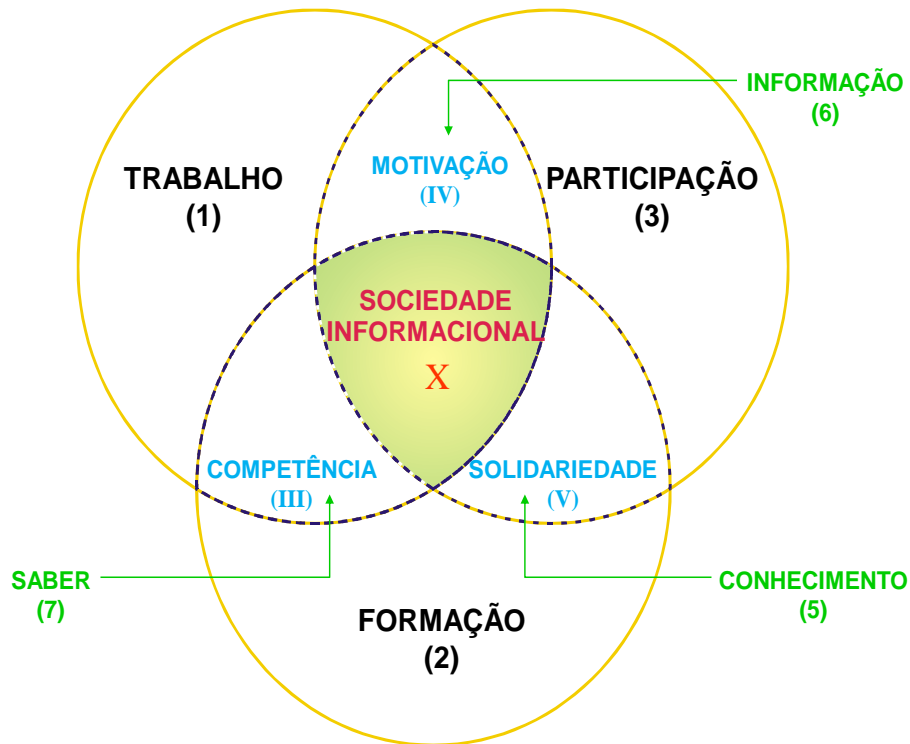 INFORMAÇÃO
(6)
TRABALHO
(1)
MOTIVAÇÃO
(IV)
PARTICIPAÇÃO
(3)
SOCIEDADE
INFORMACIONAL
X
COMPETÊNCIA
(III)
SOLIDARIEDADE
(V)
SABER
(7)
CONHECIMENTO
(5)
FORMAÇÃO
(2)